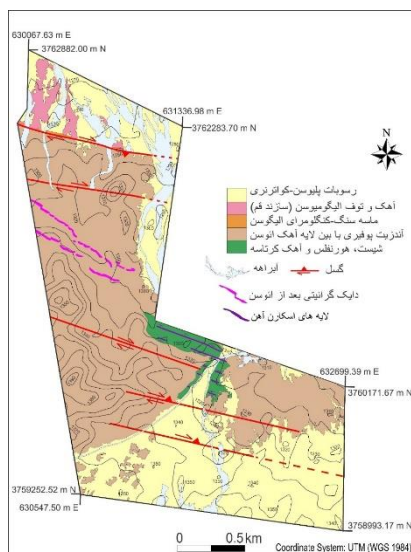 630067.63 m E
3762882.00 m N
631336.98 m E
3762283.70 m N
رسوبات پلیوسن-کواترنری
آهک و توف الیگومیوسن (سازند قم)
ماسه سنگ-کنگلومرای الیگوسن
آندزیت پوفیری با بین لایه آهک ائوسن
شیست، هورنفلس و آهک کرتاسه
آبراهه
گسل
دایک گرانیتی بعد از ائوسن
لایه های اسکارن آهن
632699.39 m E
3760171.67 m N
3759252.52 m N
630547.50 m E
3758993.17 m N
0 0.5 km
Coordinate System: UTM (WGS 1984)